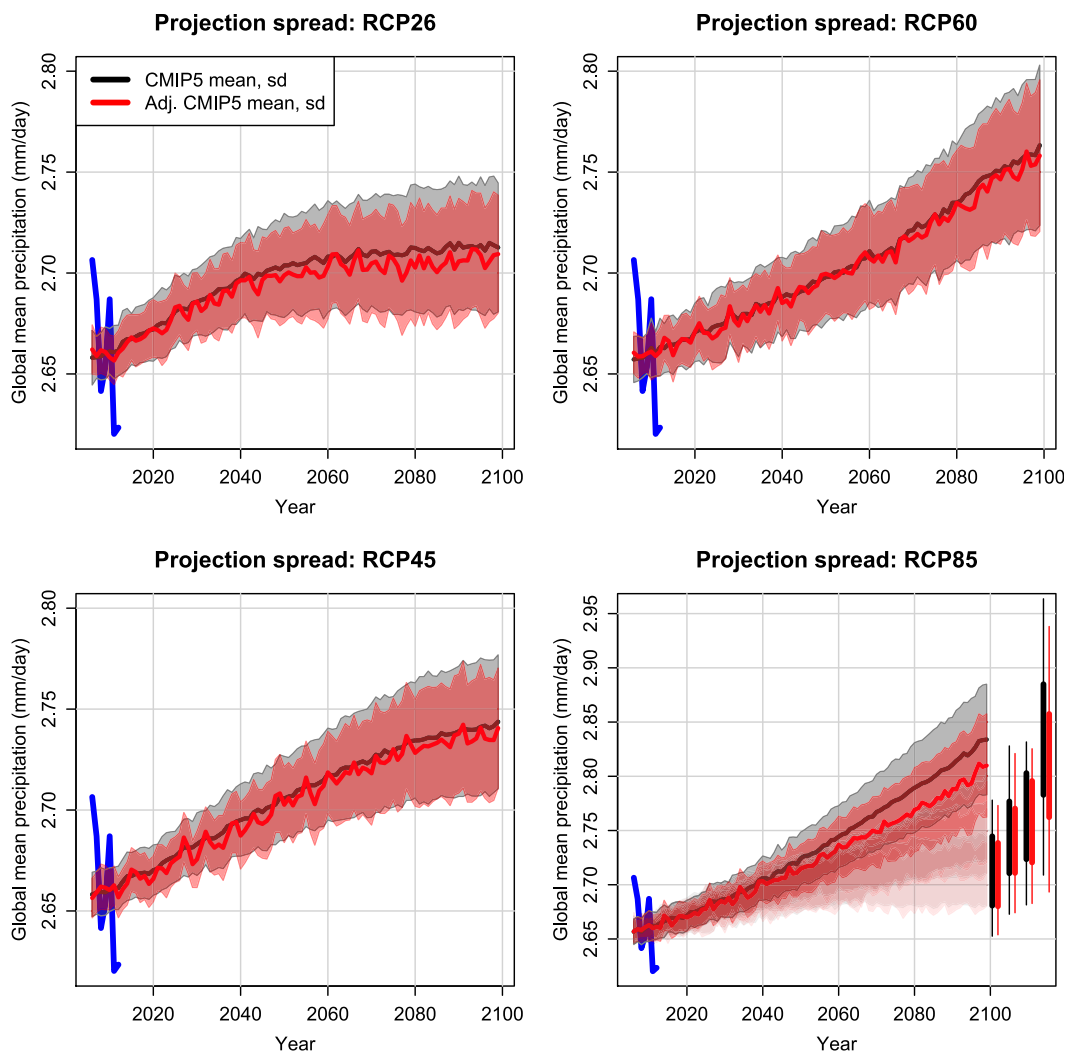 Projection spread: RCP26
CMIP5 mean, sd
Adj. CMIP5 mean, sd
Global mean precipitation (mm/day)
2.65
2.70
2.75
2.80
2020
2040
2060
2080
2100
Year
Projection spread: RCP60
Global mean precipitation (mm/day)
2.65
2.70
2.75
2.80
2020
2040
2060
2080
2100
Year
Projection spread: RCP45
Global mean precipitation (mm/day)
2.65
2.70
2.75
2.80
2020
2040
2060
2080
2100
Year
Projection spread: RCP85
Global mean precipitation (mm/day)
2.65
2.70
2.75
2.80
2.85
2.90
2.95
2020
2040
2060
2080
2100
Year